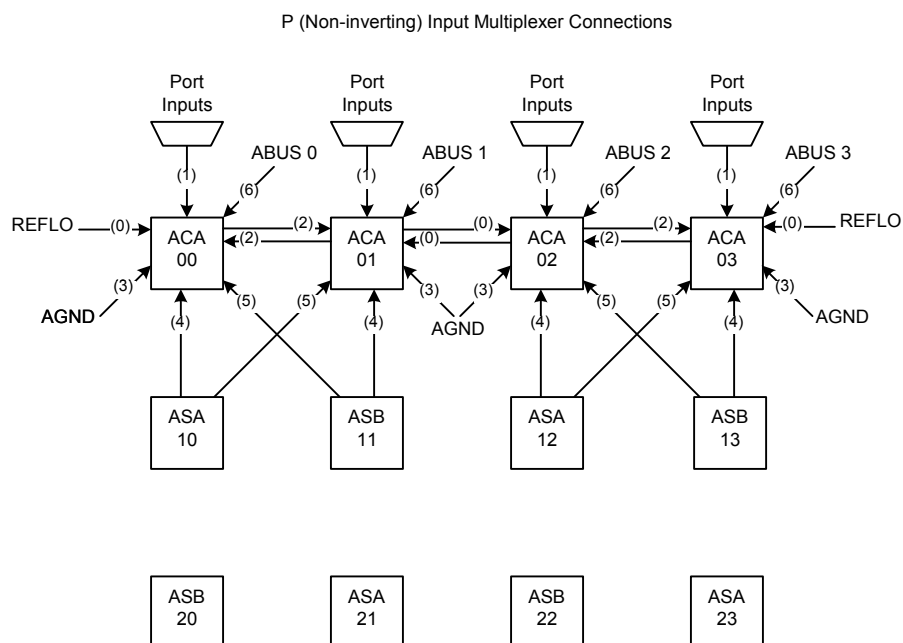 P (Non-inverting) Input Multiplexer Connections
Port
Inputs
Port
Inputs
Port
Inputs
Port
Inputs
ABUS 0
ABUS 1
ABUS 2
ABUS 3
(1)
(1)
(1)
(1)
(6)
(6)
(6)
(6)
REFLO
(0)
ACA
00
(2)
(2)
ACA
01
(0)
(0)
ACA
02
(2)
(2)
ACA
03
(0)
REFLO
(3)
AGND
(3)
(3)
AGND
(3)
AGND
(4)
(5)
(5)
(4)
(4)
(5)
(5)
(4)
ASA
10
ASB
11
ASA
12
ASB
13
ASB
20
ASA
21
ASB
22
ASA
23